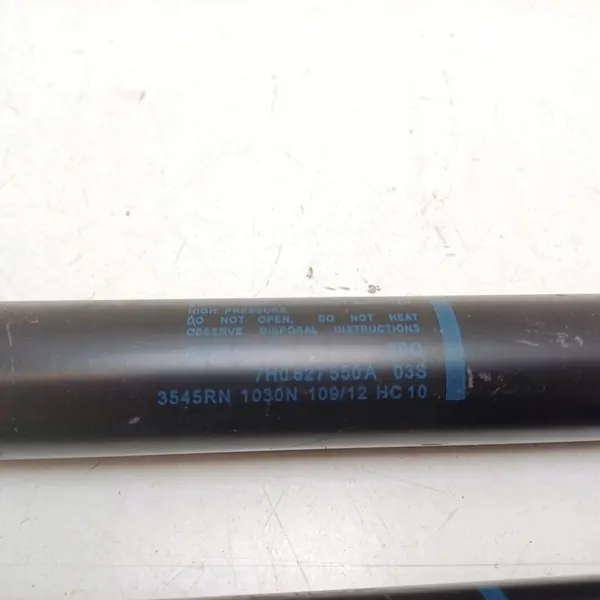 HIGH PRESSURE.
DO NOT OPEN. DO NOT HEAT
OBSERVE DISPOSAL INSTRUCTIONS
7H0 827 550 A 03S
3545RN 1030N 109/12 HC 10